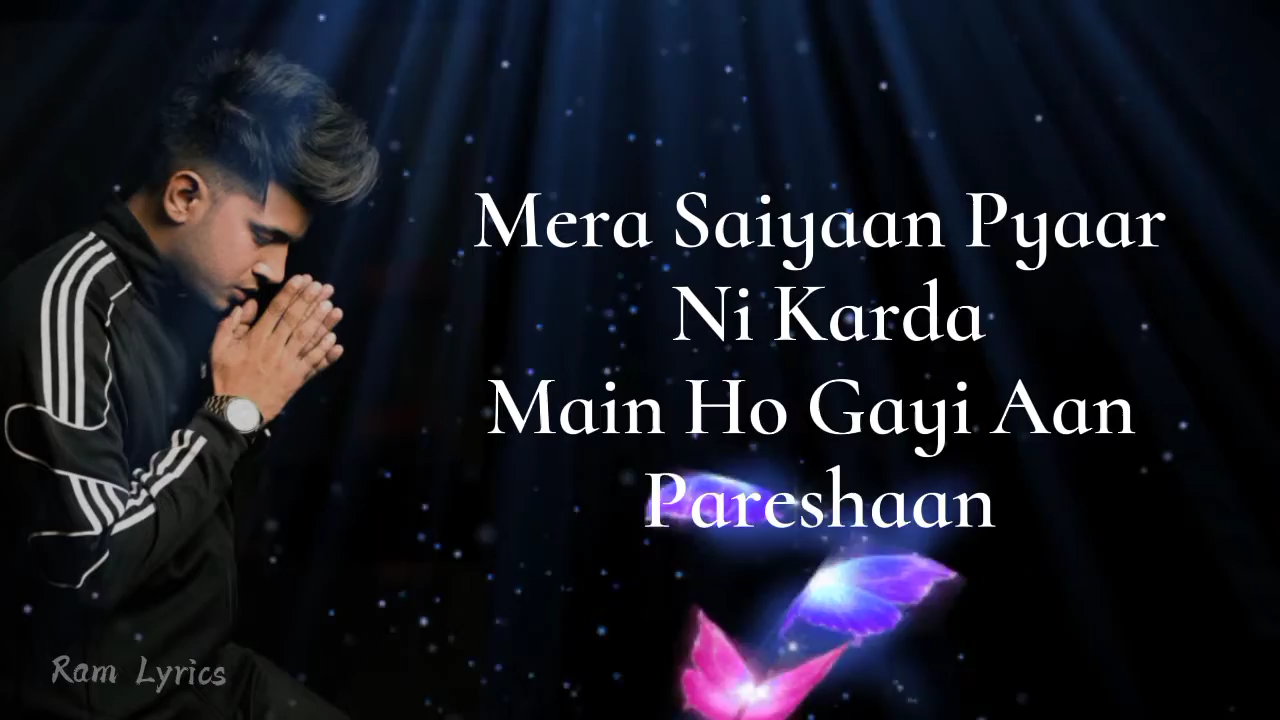 Mera Saiyaan Pyaar
Ni Karda
Main Ho Gayi Aan
Pareshaan
Ram Lyrics